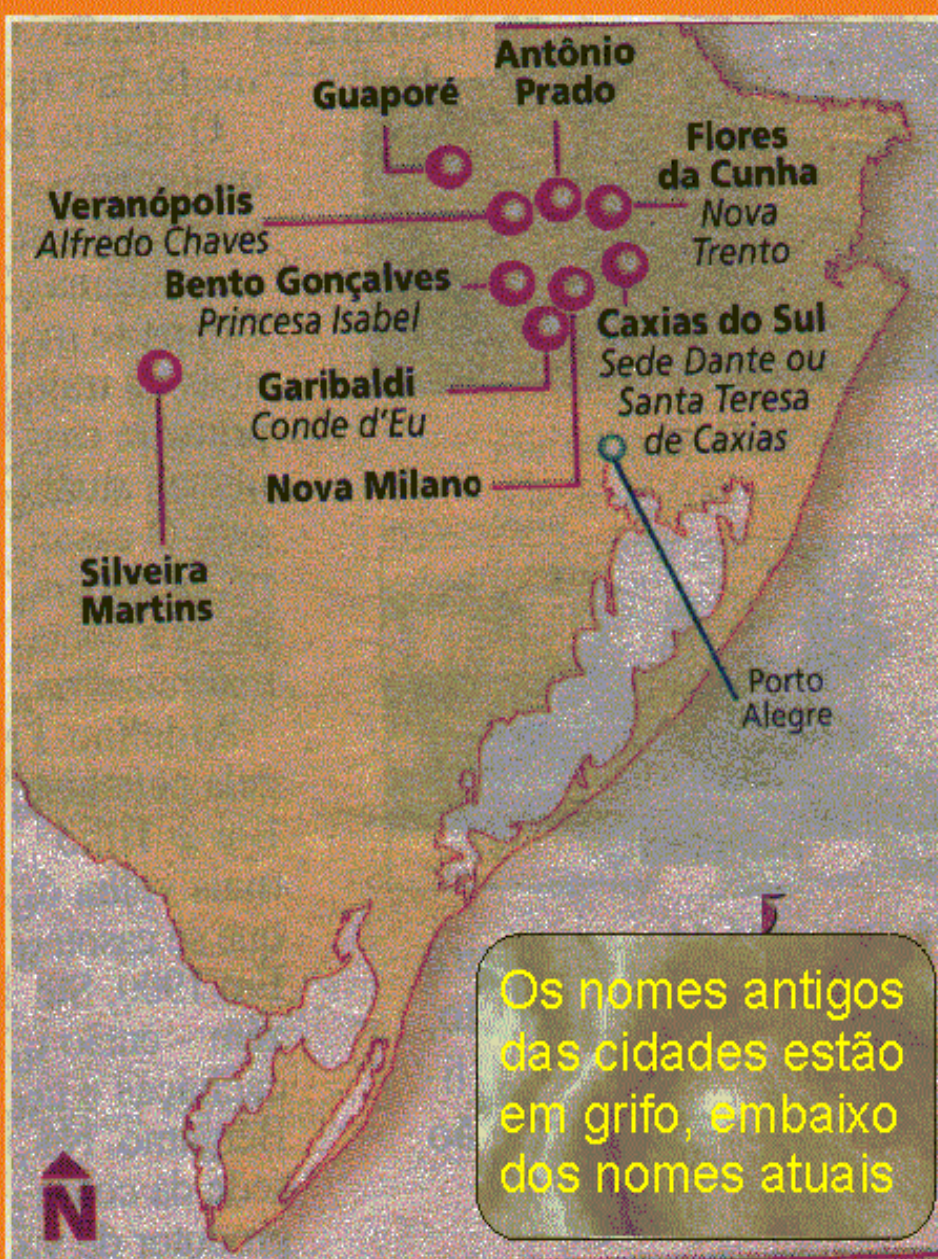 Antônio
Prado
Guaporé
Flores
da Cunha
Nova
Trento
Veranópolis
Alfredo Chaves
Bento Gonçalves
Princesa Isabel
Caxias do Sul
Sede Dante ou
Santa Teresa
de Caxias
Garibaldi
Conde d'Eu
Nova Milano
Silveira
Martins
Porto
Alegre
Os nomes antigos
das cidades estão
em grifo, embaixo
dos nomes atuais
N